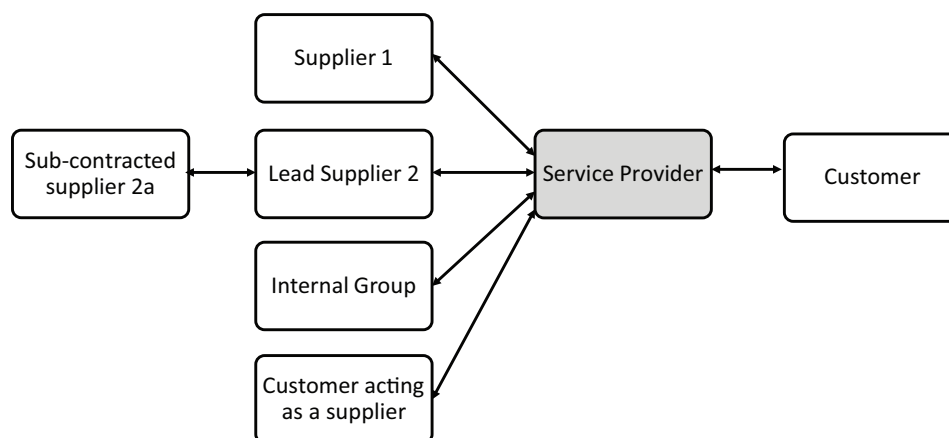 Supplier 1
Sub-contracted
supplier 2a
Lead Supplier 2
Service Provider
Customer
Internal Group
Customer acting
as a supplier